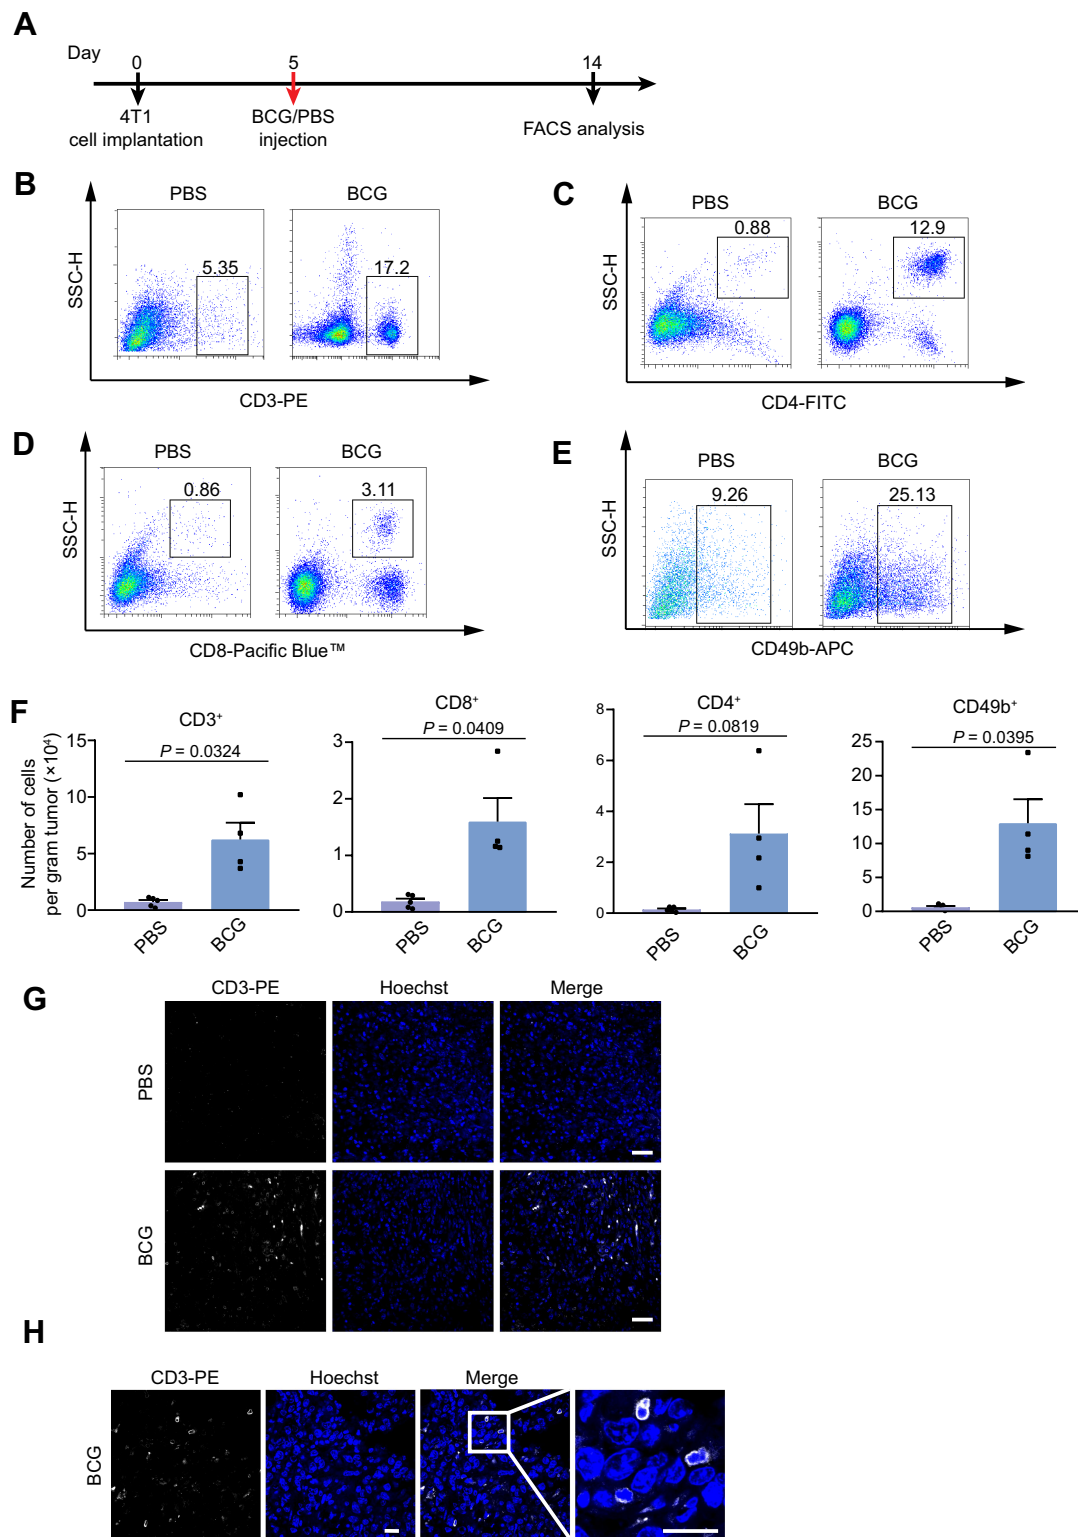 A
Day
0
5
14
4T1
cell implantation
BCG/PBS
injection
FACS analysis
B
PBS
BCG
SSC-H
5.35
17.2
CD3-PE
C
PBS
BCG
SSC-H
0.88
12.9
CD4-FITC
D
PBS
BCG
SSC-H
0.86
3.11
CD8-Pacific Blue™
E
PBS
BCG
SSC-H
9.26
25.13
CD49b-APC
F
Number of cells
per gram tumor (×10⁴)
CD3⁺
P = 0.0324
15
10
5
0
PBS
BCG
CD8⁺
P = 0.0409
3
2
1
0
PBS
BCG
CD4⁺
P = 0.0819
8
6
4
2
0
PBS
BCG
CD49b⁺
P = 0.0395
25
20
15
10
5
0
PBS
BCG
G
CD3-PE
Hoechst
Merge
PBS
BCG
H
CD3-PE
Hoechst
Merge
BCG